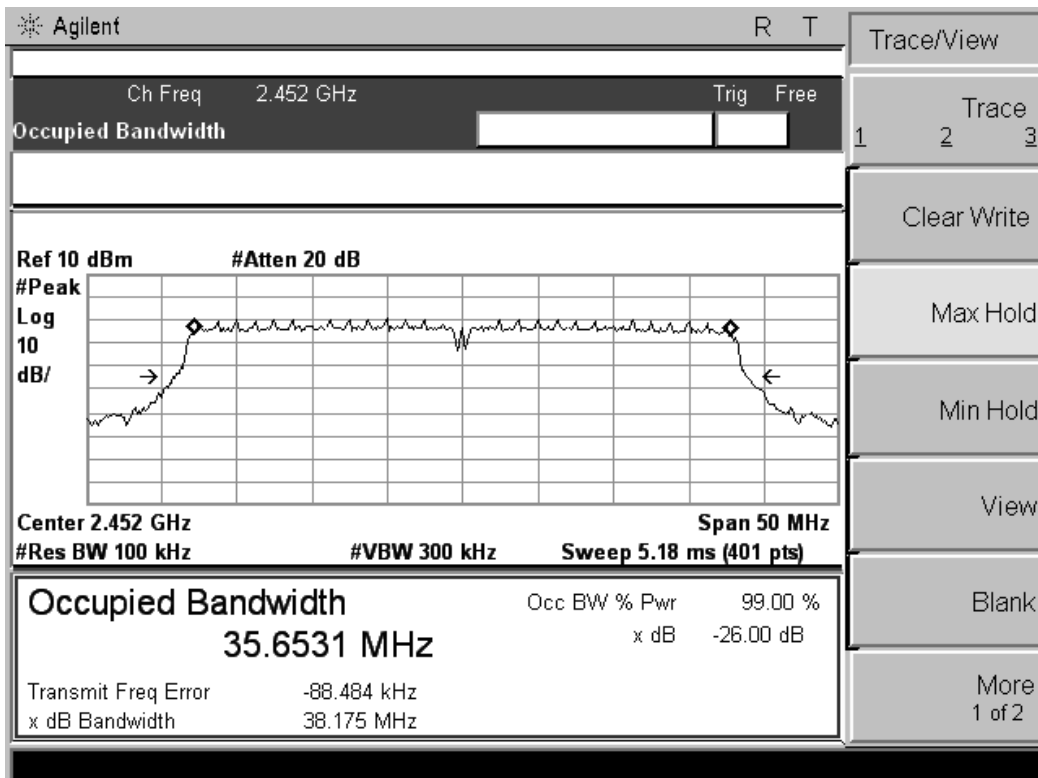 Agilent R T
Ch Freq 2.452 GHz Trig Free
Occupied Bandwidth
Ref 10 dBm #Atten 20 dB
#Peak
Log
10
dB/
Center 2.452 GHz Span 50 MHz
#Res BW 100 kHz #VBW 300 kHz Sweep 5.18 ms (401 pts)
Occupied Bandwidth Occ BW % Pwr 99.00 %
35.6531 MHz x dB -26.00 dB
Transmit Freq Error -88.484 kHz
x dB Bandwidth 38.175 MHz
Trace/View
Trace
1 2 3
Clear Write
Max Hold
Min Hold
View
Blank
More
1 of 2